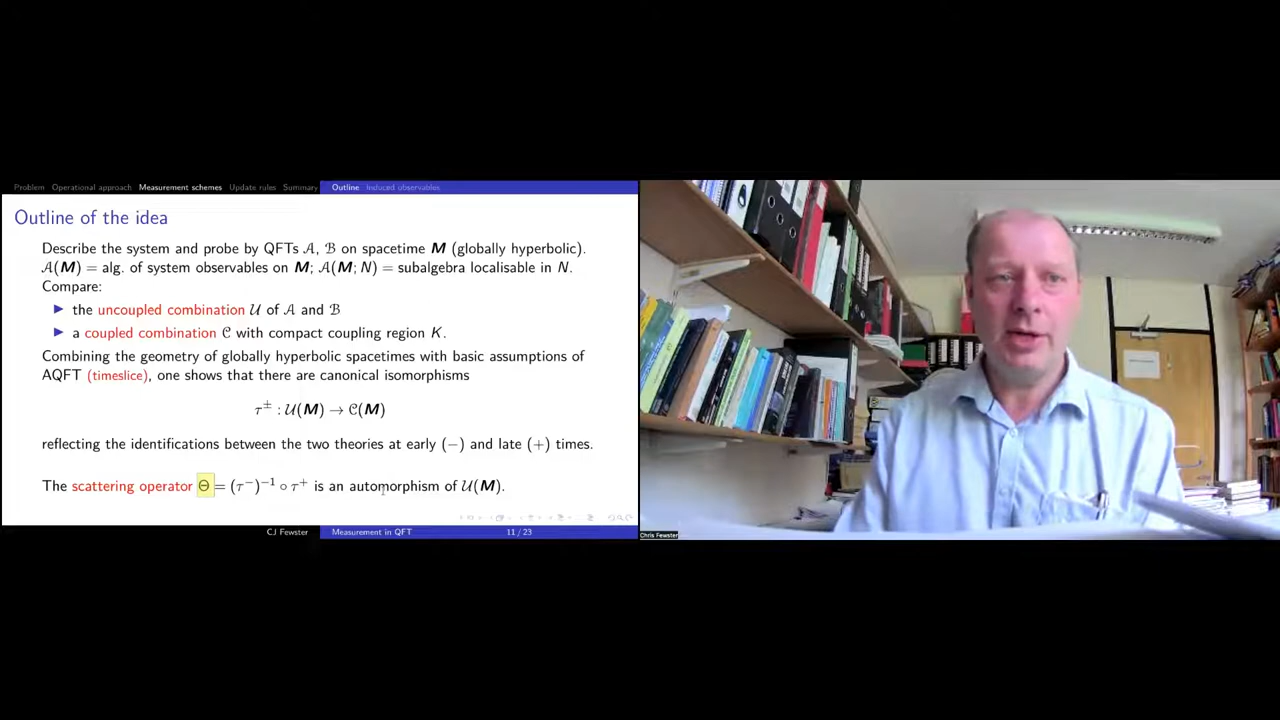 Problem Operational approach Measurement schemes Update rules Summary Outline Induced observables
Outline of the idea
Describe the system and probe by QFTs 𝒜, ℬ on spacetime M (globally hyperbolic).
𝒜(M) = alg. of system observables on M; 𝒜(M; N) = subalgebra localisable in N.
Compare:
▶ the uncoupled combination 𝒰 of 𝒜 and ℬ
▶ a coupled combination 𝒞 with compact coupling region K.
Combining the geometry of globally hyperbolic spacetimes with basic assumptions of
AQFT (timeslice), one shows that there are canonical isomorphisms
τ± : 𝒰(M) → 𝒞(M)
reflecting the identifications between the two theories at early (−) and late (+) times.
The scattering operator Θ = (τ⁻)⁻¹ ∘ τ⁺ is an automorphism of 𝒰(M).
CJ Fewster Measurement in QFT 11 / 23
Chris Fewster